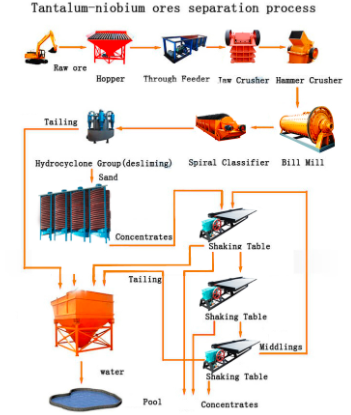 Tantalum-niobium ores separation process
Raw ore
Hopper
Through Feeder
Jaw Crusher
Hammer Crusher
Tailing
Hydrocyclone Group(desliming)
Spiral Classifier
Bill Mill
Sand
Concentrates
Shaking Table
Tailing
Shaking Table
Middlings
Shaking Table
water
Pool
Concentrates